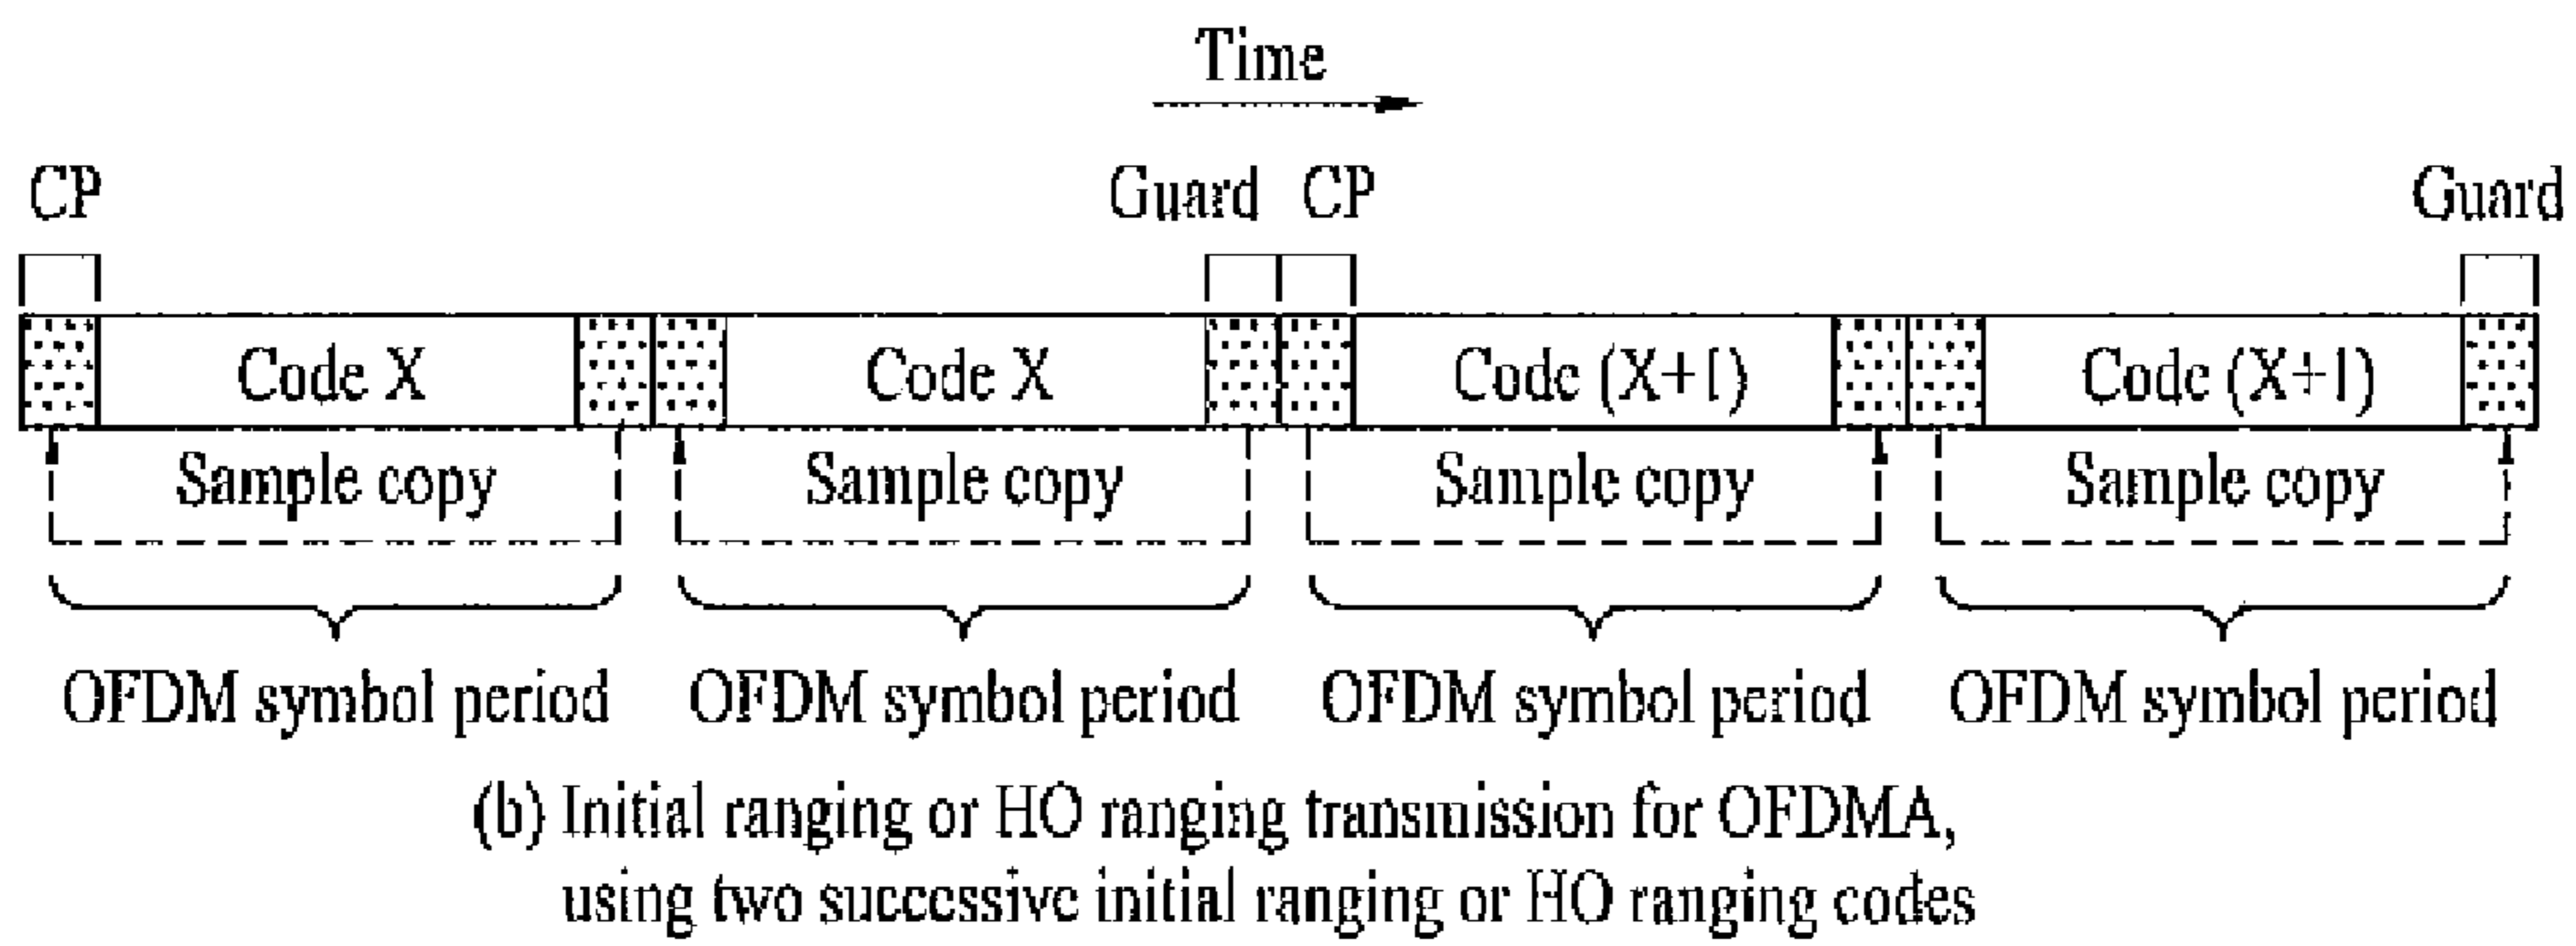 Time
CP Guard CP Guard
Code X Code X Code (X+1) Code (X+1)
Sample copy Sample copy Sample copy Sample copy
OFDM symbol period OFDM symbol period OFDM symbol period OFDM symbol period
(b) Initial ranging or HO ranging transmission for OFDMA,
using two successive initial ranging or HO ranging codes